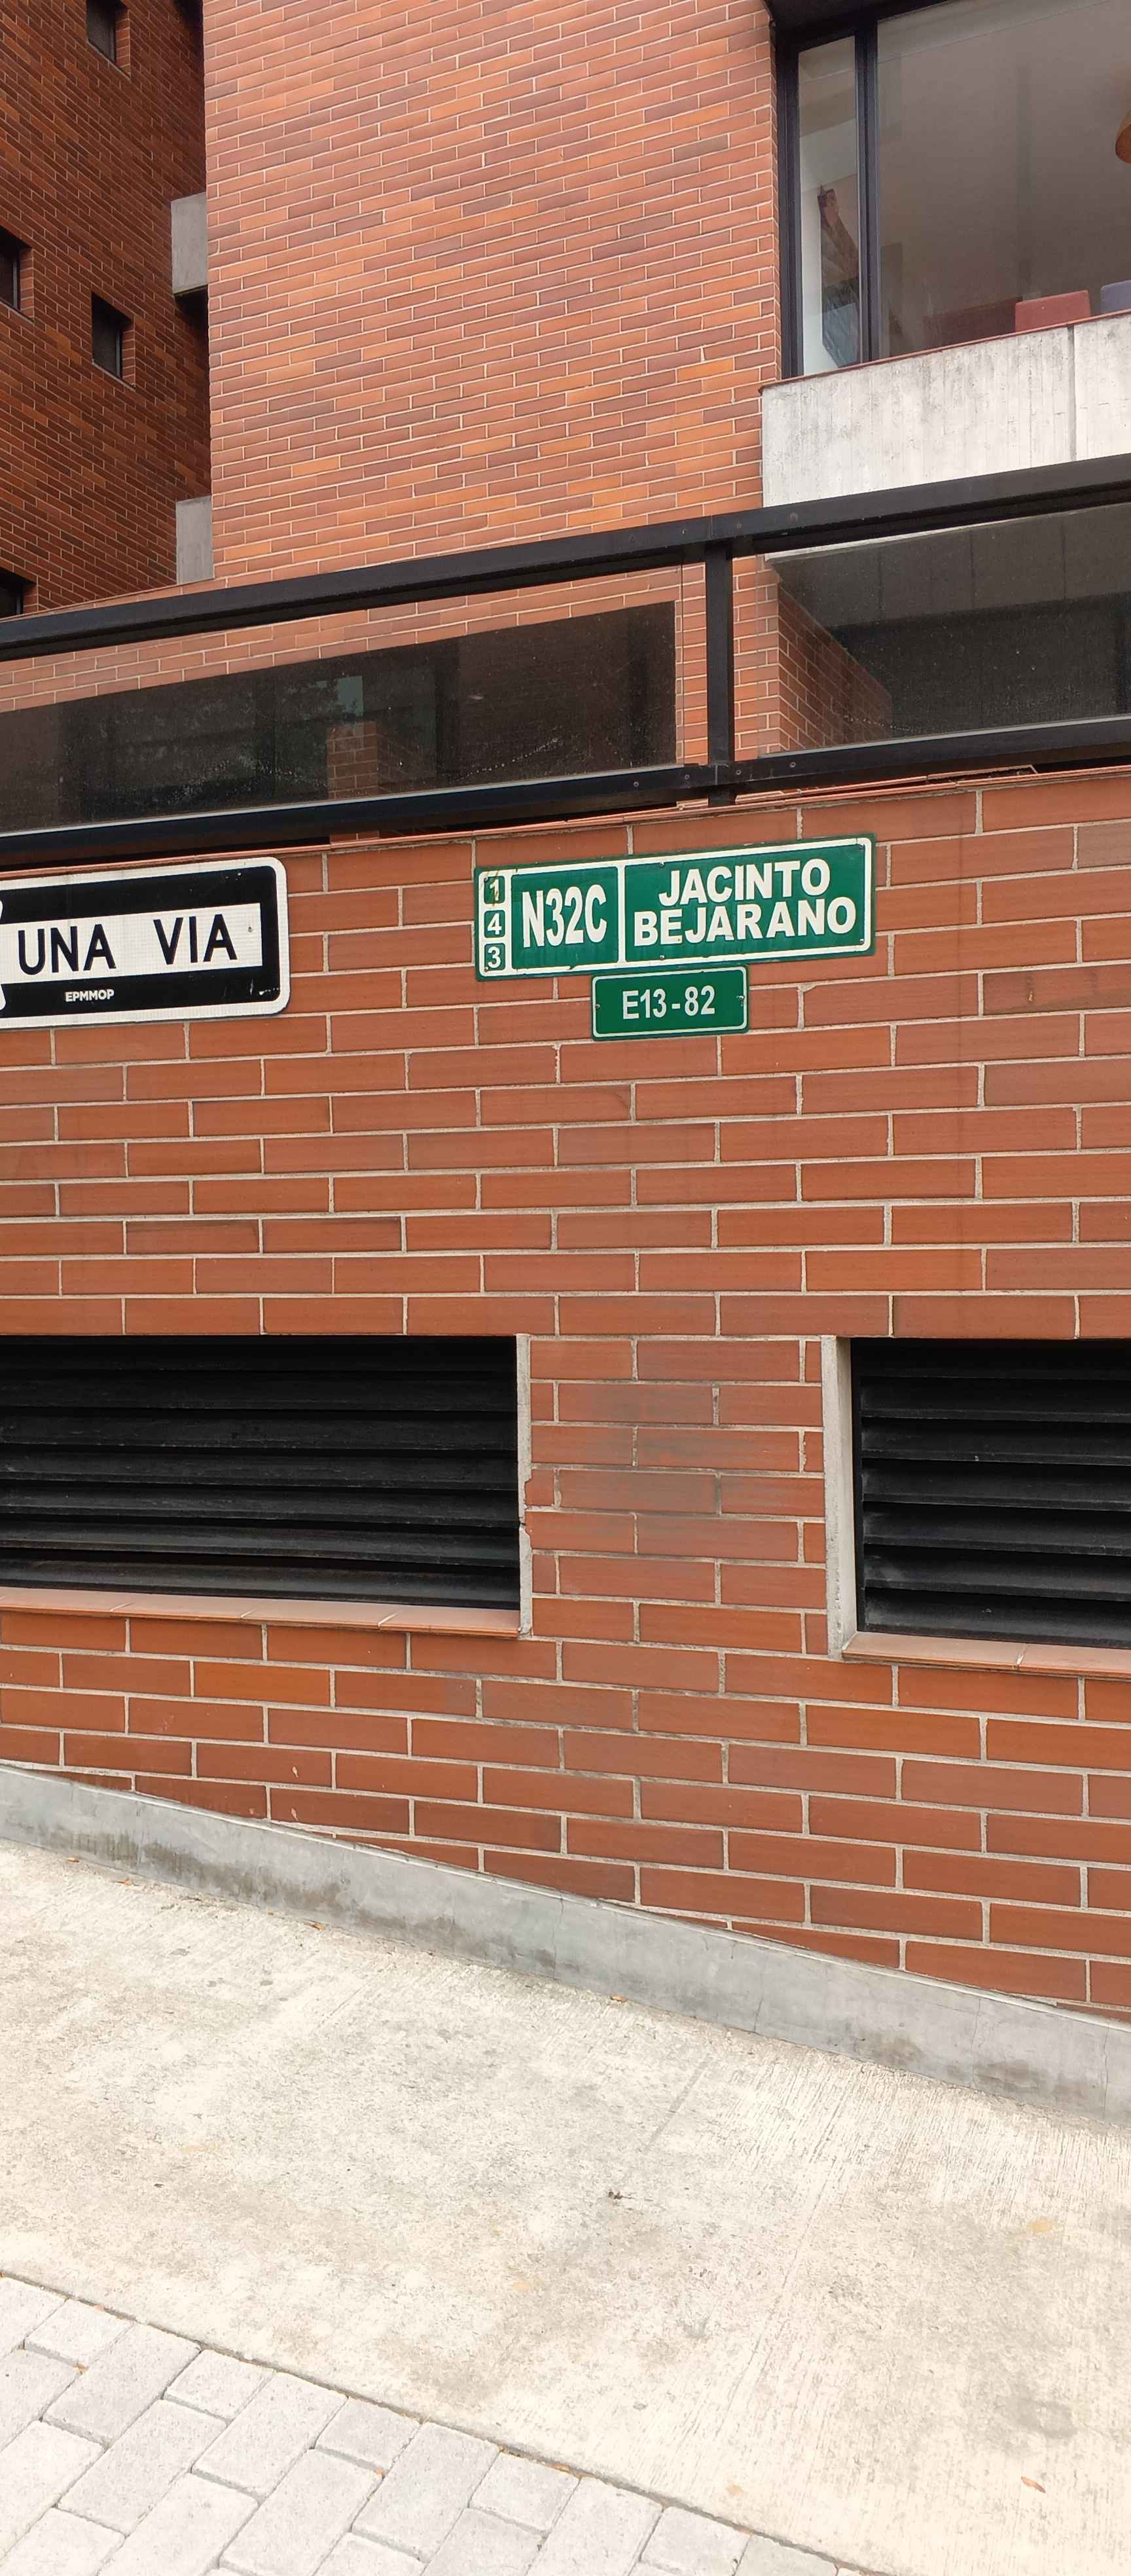 UNA VIA
EPMMOP
1
4
3
N32C
JACINTO
BEJARANO
E13-82